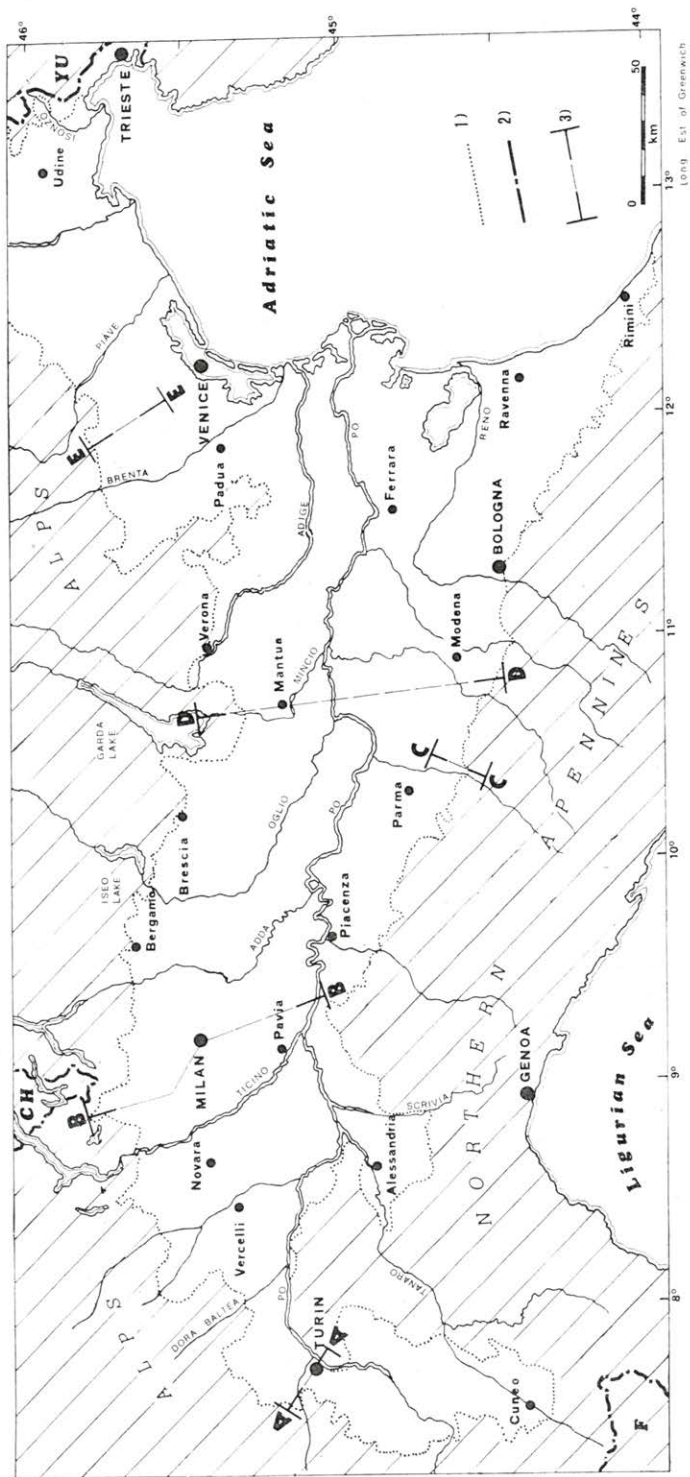 46°
45°
44°
CH
YU
ALPS
ALPS
ISONZO
Udine
TRIESTE
PIAVE
E
E
BRENTA
VENICE
Padua
Adriatic Sea
GARDA LAKE
Verona
ADIGE
D
Mantua
MINCIO
ISEO LAKE
Brescia
Bergamo
OGLIO
ADDA
B
MILAN
Pavia
TICINO
B
Novara
Vercelli
DORA BALTEA
PO
PO
PO
Ferrara
RENO
Ravenna
Rimini
BOLOGNA
Modena
D
C
C
Parma
Piacenza
A
TURIN
A
Alessandria
SCRIVIA
TANARO
Cuneo
F
GENOA
NORTHERN APENNINES
Ligurian Sea
1)
2)
3)
0 50
km
8°
9°
10°
11°
12°
13°
Long Est of Greenwich